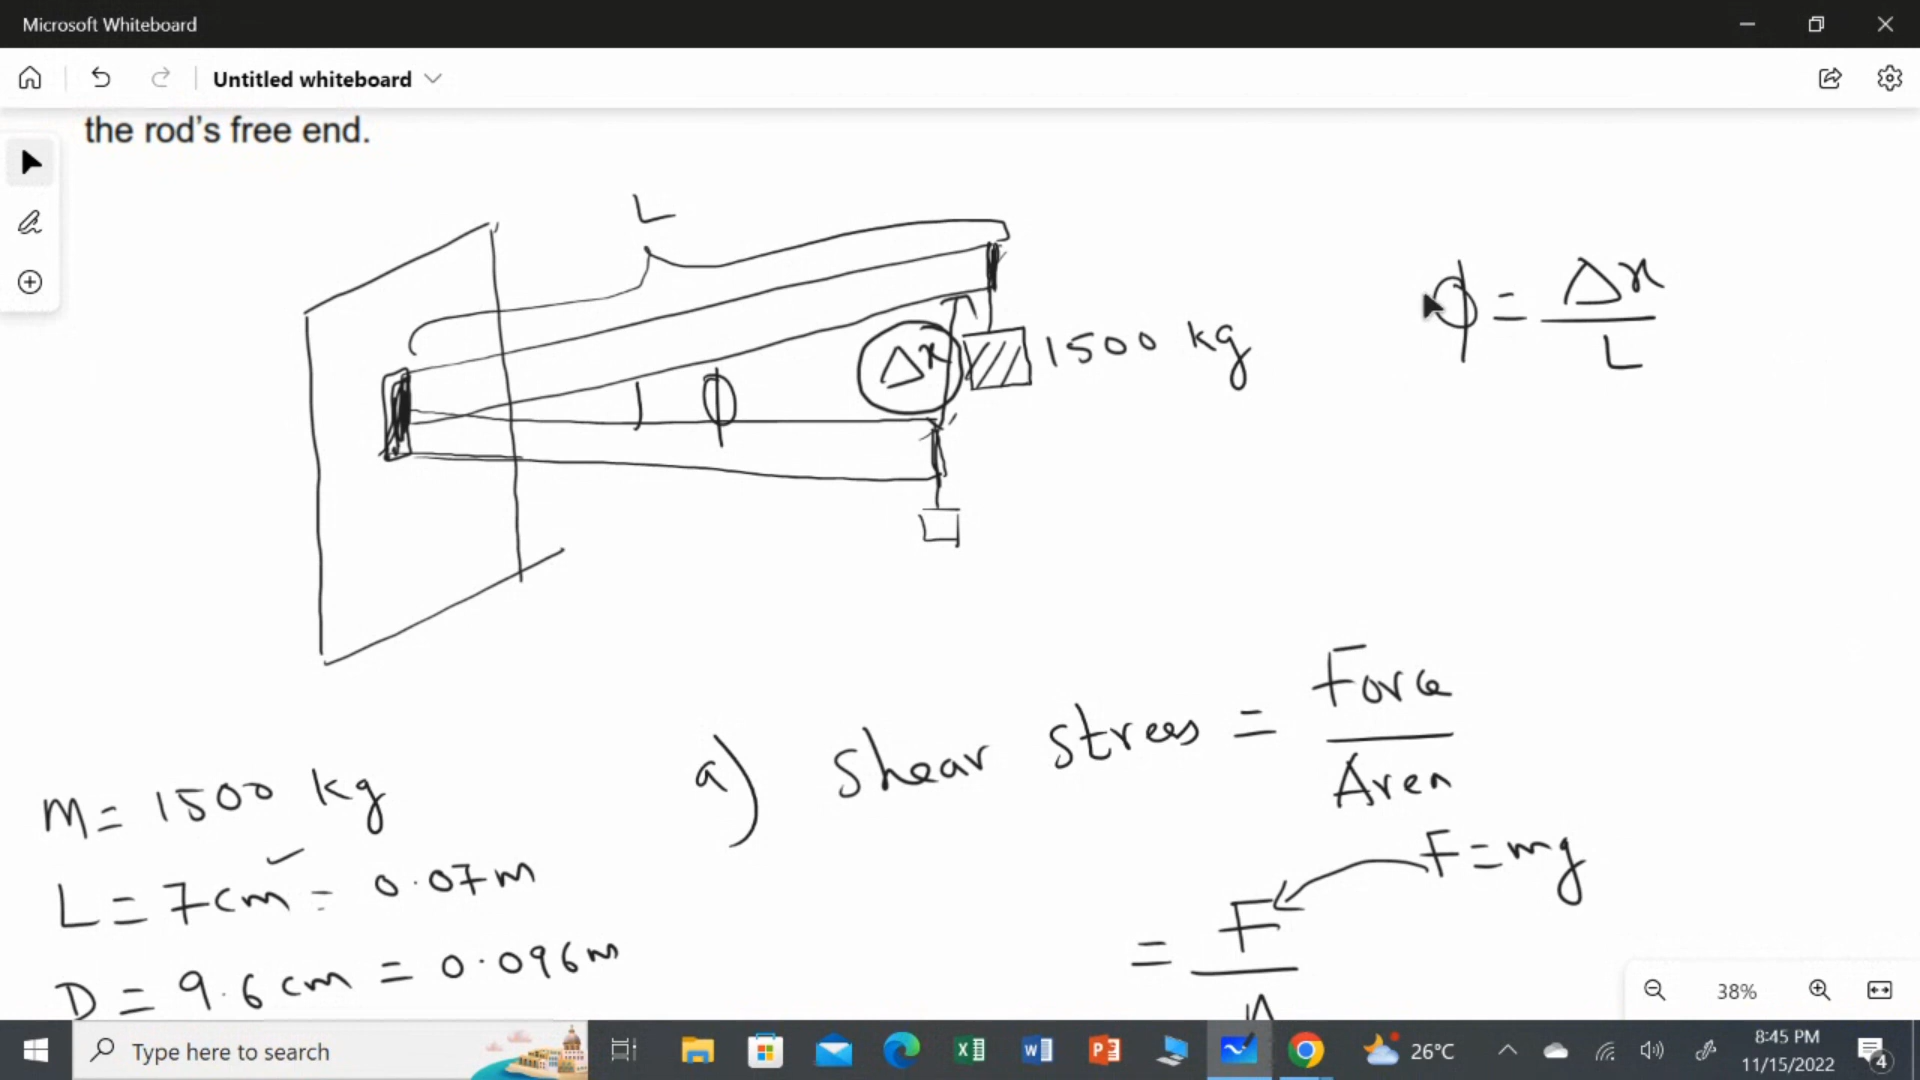 Microsoft Whiteboard
Untitled whiteboard
the rod's free end.
L
Δx
1500 kg
ϕ
ϕ = Δx / L
a) Shear strees = Force / Area
M = 1500 kg
L = 7cm = 0.07m
D = 9.6 cm = 0.096m
F = mg
= F
38%
Type here to search
26°C
8:45 PM
11/15/2022
4